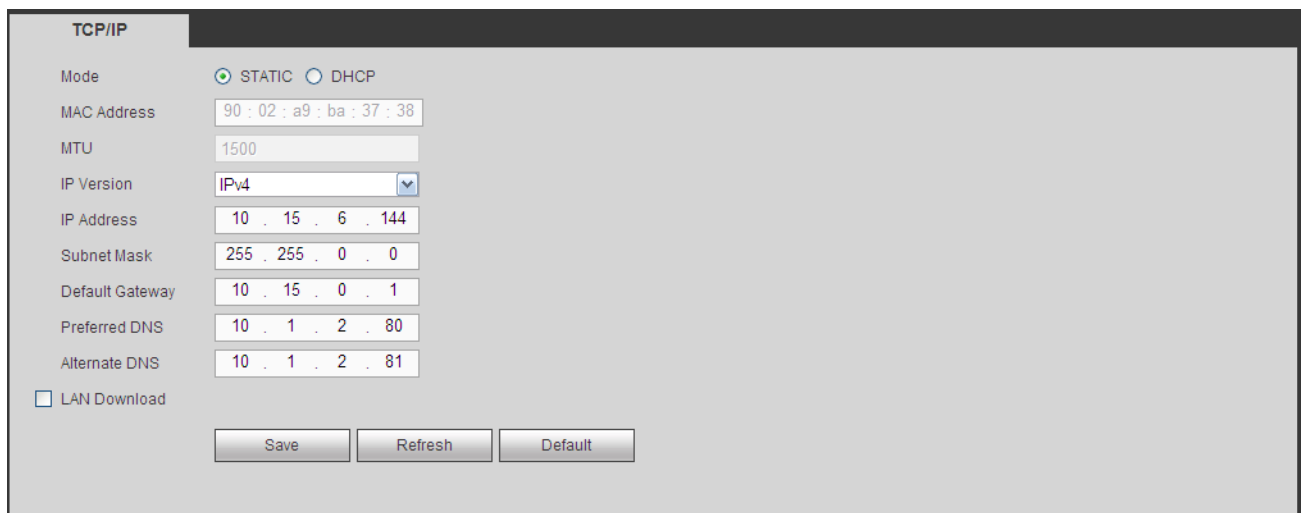 TCP/IP
Mode STATIC DHCP
MAC Address 90 : 02 : a9 : ba : 37 : 38
MTU 1500
IP Version IPv4
IP Address 10 . 15 . 6 . 144
Subnet Mask 255 . 255 . 0 . 0
Default Gateway 10 . 15 . 0 . 1
Preferred DNS 10 . 1 . 2 . 80
Alternate DNS 10 . 1 . 2 . 81
LAN Download
Save Refresh Default